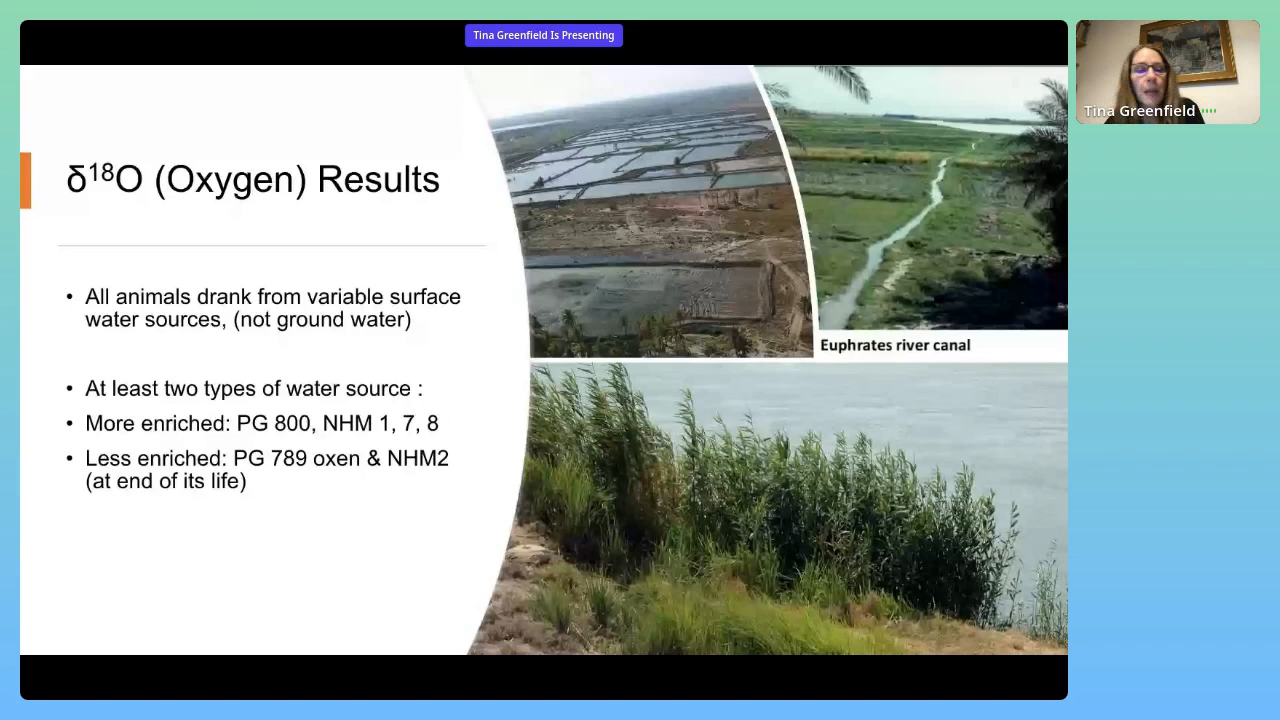 Tina Greenfield Is Presenting
Tina Greenfield
δ¹⁸O (Oxygen) Results
• All animals drank from variable surface
water sources, (not ground water)
• At least two types of water source :
• More enriched: PG 800, NHM 1, 7, 8
• Less enriched: PG 789 oxen & NHM2
(at end of its life)
Euphrates river canal